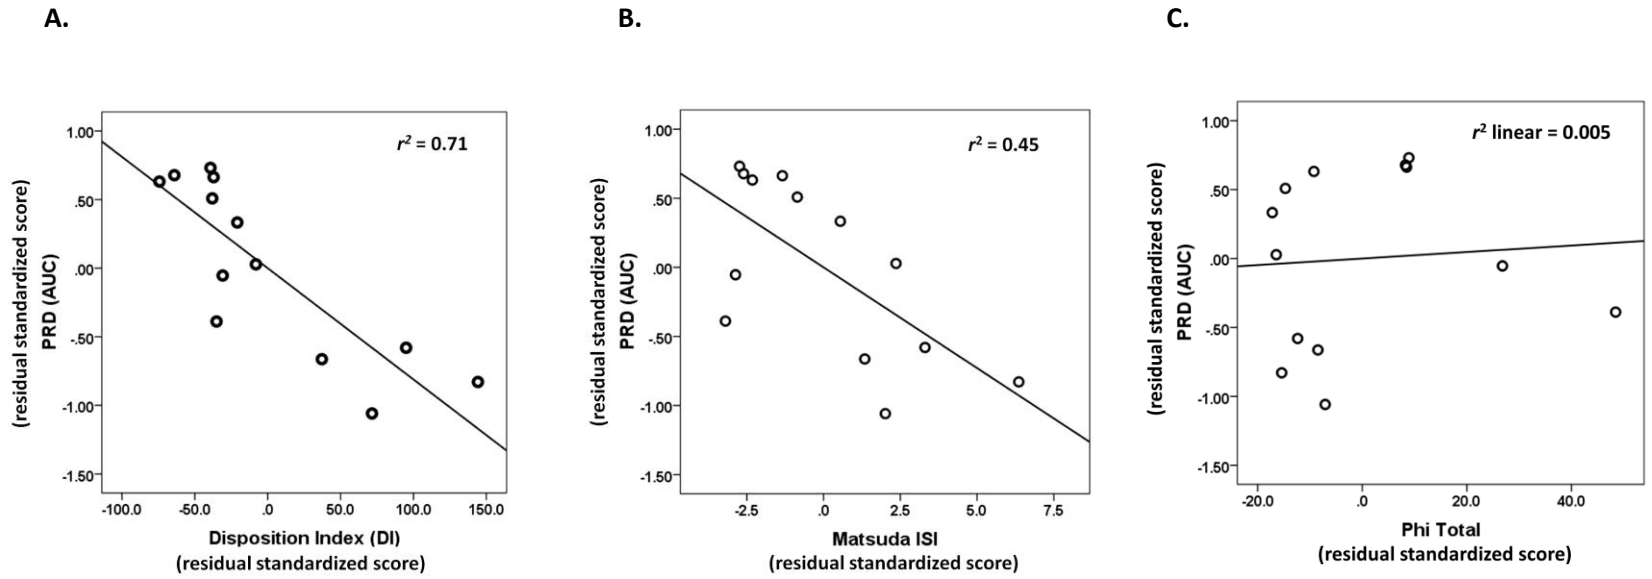 A.
B.
C.
r² = 0.71
r² = 0.45
r² linear = 0.005
(residual standardized score)
PRD (AUC)
1.00
.50
.00
-.50
-1.00
-1.50
-100.0 -50.0 .0 50.0 100.0 150.0
Disposition Index (DI)
(residual standardized score)
(residual standardized score)
PRD (AUC)
1.00
.50
.00
-.50
-1.00
-1.50
-2.5 .0 2.5 5.0 7.5
Matsuda ISI
(residual standardized score)
(residual standardized score)
PRD (AUC)
1.00
.50
.00
-.50
-1.00
-1.50
-20.0 .0 20.0 40.0
Phi Total
(residual standardized score)